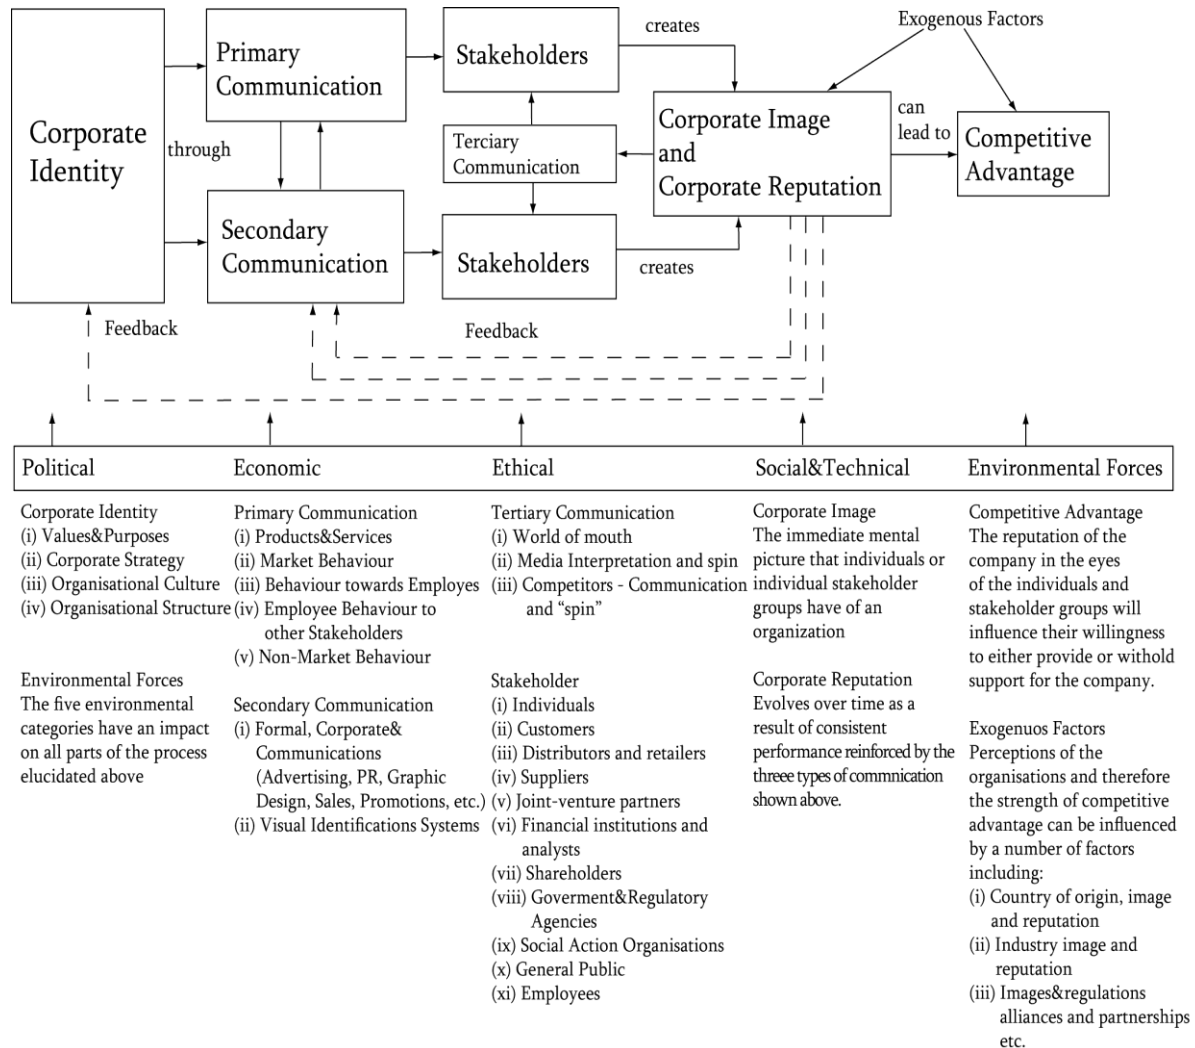 Corporate
Identity
through
Primary
Communication
Secondary
Communication
Stakeholders
Terciary
Communication
Stakeholders
creates
creates
Exogenous Factors
Corporate Image
and
Corporate Reputation
can
lead to
Competitive
Advantage
Feedback
Feedback
Political
Economic
Ethical
Social&Technical
Environmental Forces
Corporate Identity
(i) Values&Purposes
(ii) Corporate Strategy
(iii) Organisational Culture
(iv) Organisational Structure
Environmental Forces
The five environmental
categories have an impact
on all parts of the process
elucidated above
Primary Communication
(i) Products&Services
(ii) Market Behaviour
(iii) Behaviour towards Employes
(iv) Employee Behaviour to
other Stakeholders
(v) Non-Market Behaviour
Secondary Communication
(i) Formal, Corporate&
Communications
(Advertising, PR, Graphic
Design, Sales, Promotions, etc.)
(ii) Visual Identifications Systems
Tertiary Communication
(i) World of mouth
(ii) Media Interpretation and spin
(iii) Competitors - Communication
and “spin”
Stakeholder
(i) Individuals
(ii) Customers
(iii) Distributors and retailers
(iv) Suppliers
(v) Joint-venture partners
(vi) Financial institutions and
analysts
(vii) Shareholders
(viii) Goverment&Regulatory
Agencies
(ix) Social Action Organisations
(x) General Public
(xi) Employees
Corporate Image
The immediate mental
picture that individuals or
individual stakeholder
groups have of an
organization
Corporate Reputation
Evolves over time as a
result of consistent
performance reinforced by the
threee types of commnication
shown above.
Competitive Advantage
The reputation of the
company in the eyes
of the individuals and
stakeholder groups will
influence their willingness
to either provide or withold
support for the company.
Exogenuos Factors
Perceptions of the
organisations and therefore
the strength of competitive
advantage can be influenced
by a number of factors
including:
(i) Country of origin, image
and reputation
(ii) Industry image and
reputation
(iii) Images&regulations
alliances and partnerships
etc.